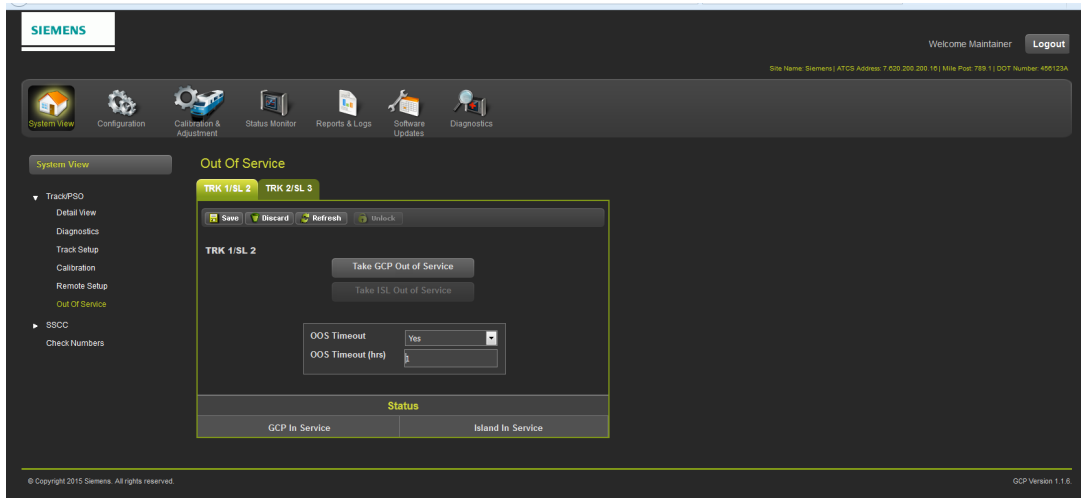 SIEMENS
Welcome Maintainer Logout
Site Name: Siemens | ATCS Address: 7.620.200.200.16 | Mile Post: 789.1 | DOT Number: 456123A
System View Configuration Calibration & Adjustment Status Monitor Reports & Logs Software Updates Diagnostics
System View
Out Of Service
TRK 1/SL 2 TRK 2/SL 3
Track/PSO
Detail View
Diagnostics
Track Setup
Calibration
Remote Setup
Out Of Service
SSCC
Check Numbers
Save Discard Refresh Unlock
TRK 1/SL 2
Take GCP Out of Service
Take ISL Out of Service
OOS Timeout Yes
OOS Timeout (hrs) 1
Status
GCP In Service Island In Service
© Copyright 2015 Siemens. All rights reserved. GCP Version 1.1.6.